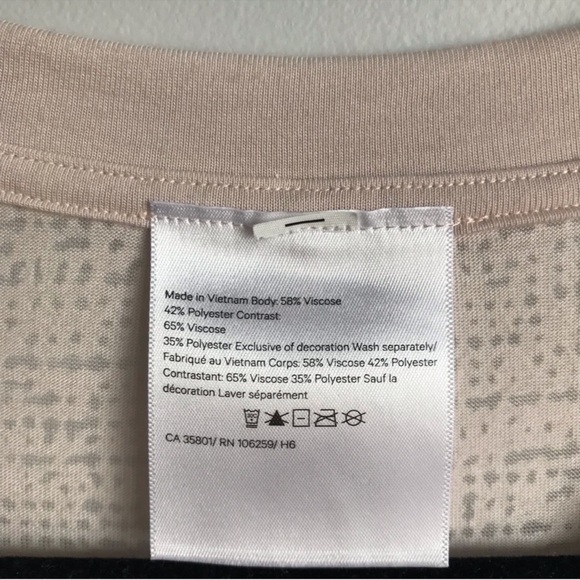 Made in Vietnam Body: 58% Viscose
42% Polyester Contrast:
65% Viscose
35% Polyester Exclusive of decoration Wash separately/
Fabriqué au Vietnam Corps: 58% Viscose 42% Polyester
Contrastant: 65% Viscose 35% Polyester Sauf la
décoration Laver séparément
CA 35801/ RN 106259/ H6